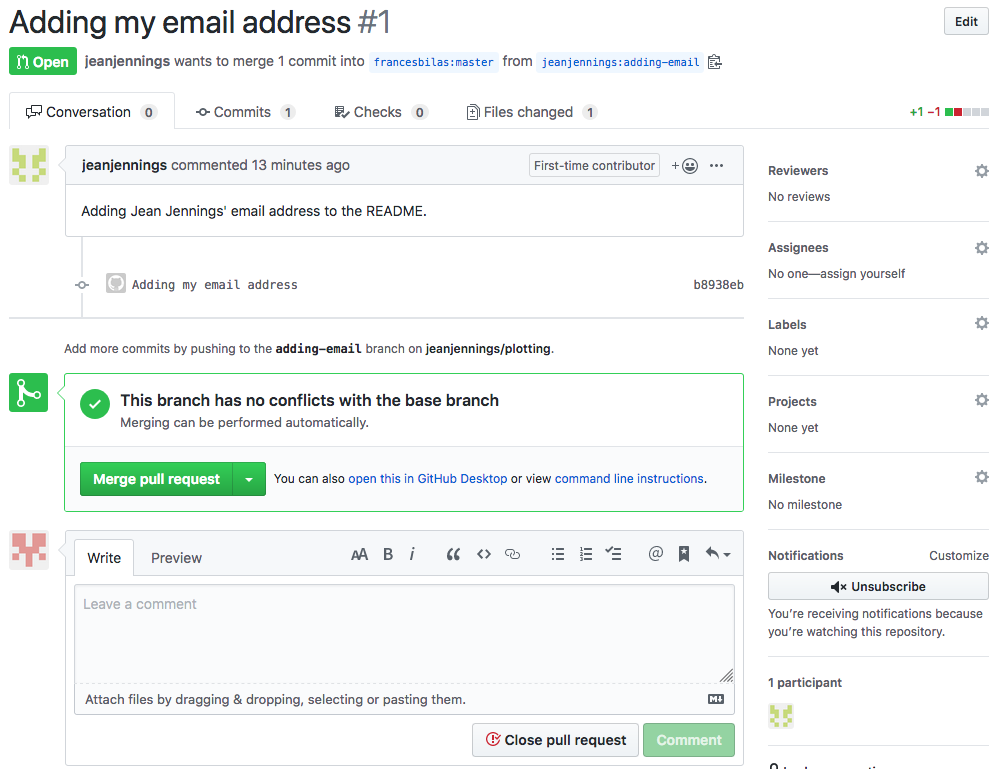 Adding my email address #1
Edit
Open jeanjennings wants to merge 1 commit into francesbilas:master from jeanjennings:adding-email
Conversation 0 Commits 1 Checks 0 Files changed 1 +1 −1
jeanjennings commented 13 minutes ago First-time contributor +
Adding Jean Jennings' email address to the README.
Adding my email address b8938eb
Add more commits by pushing to the adding-email branch on jeanjennings/plotting.
This branch has no conflicts with the base branch
Merging can be performed automatically.
Merge pull request You can also open this in GitHub Desktop or view command line instructions.
Write Preview AA B i
Leave a comment
Attach files by dragging & dropping, selecting or pasting them.
Close pull request Comment
Reviewers
No reviews
Assignees
No one—assign yourself
Labels
None yet
Projects
None yet
Milestone
No milestone
Notifications Customize
Unsubscribe
You're receiving notifications because
you're watching this repository.
1 participant